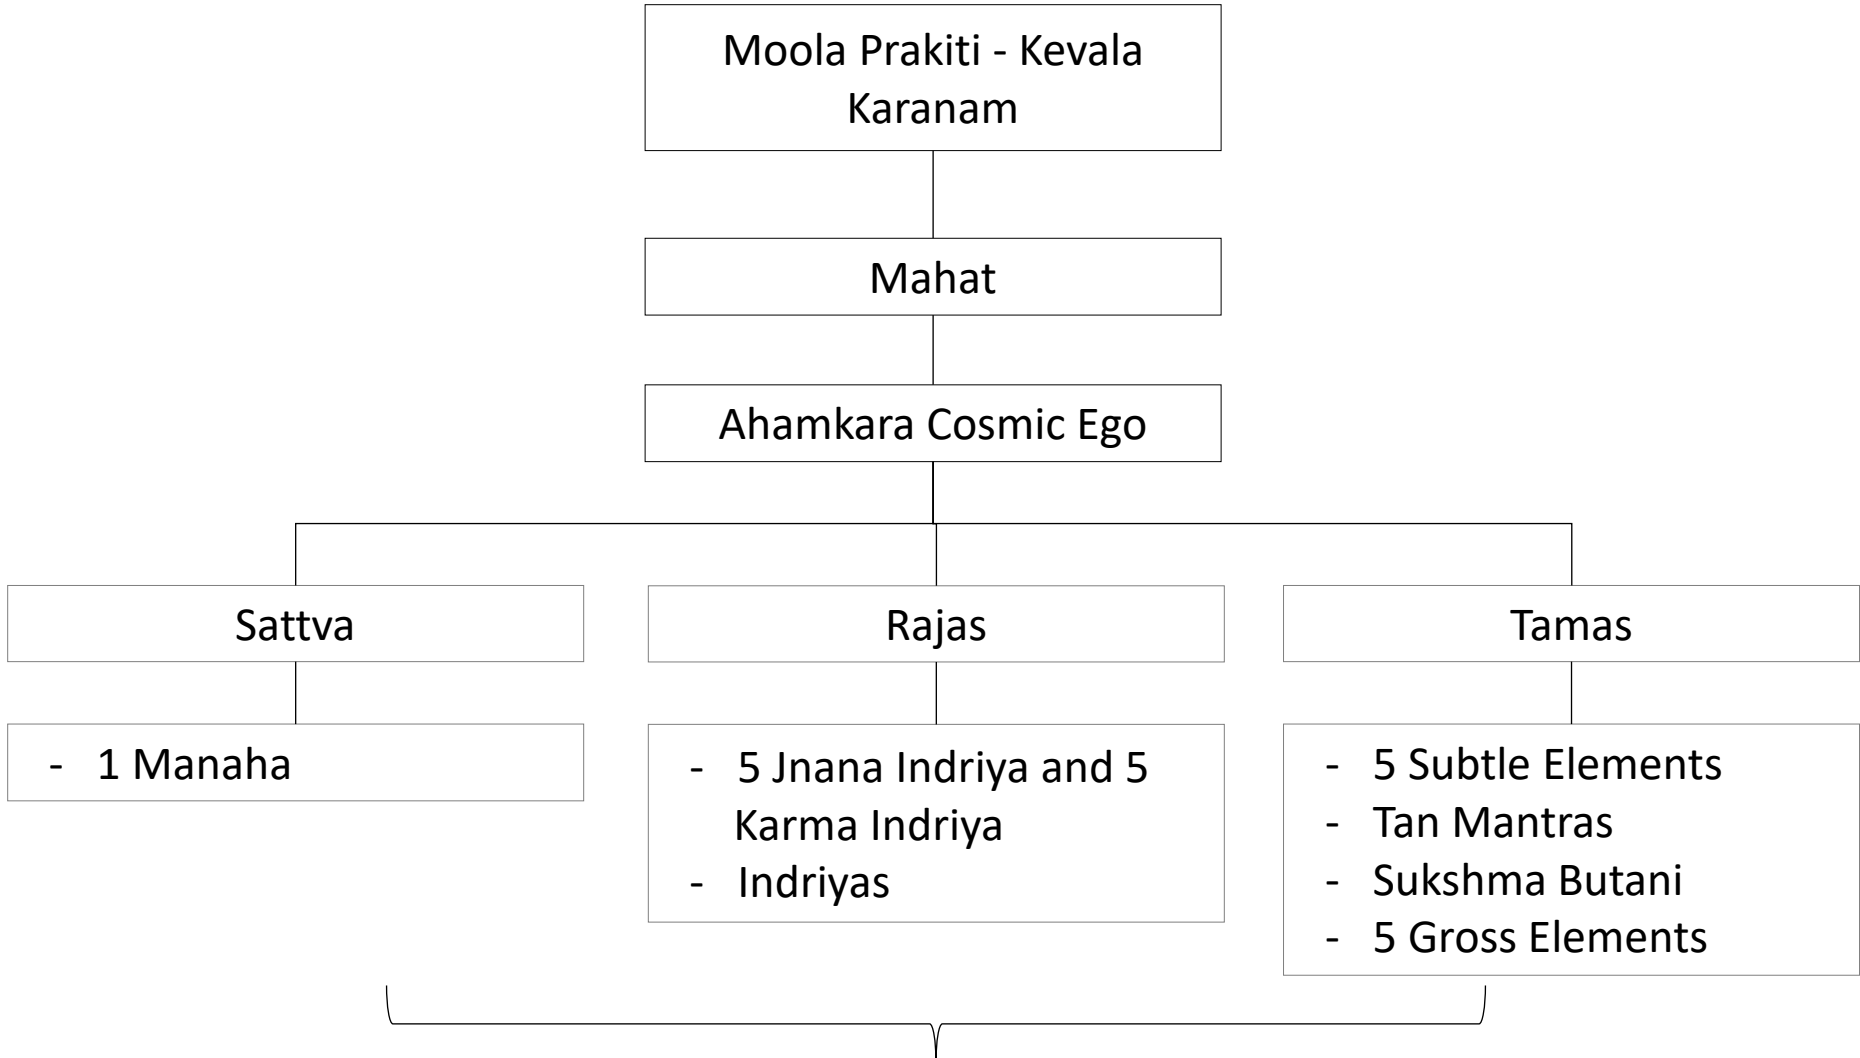 Moola Prakiti - Kevala
Karanam
Mahat
Ahamkara Cosmic Ego
Sattva
Rajas
Tamas
- 1 Manaha
- 5 Jnana Indriya and 5
Karma Indriya
- Indriyas
- 5 Subtle Elements
- Tan Mantras
- Sukshma Butani
- 5 Gross Elements